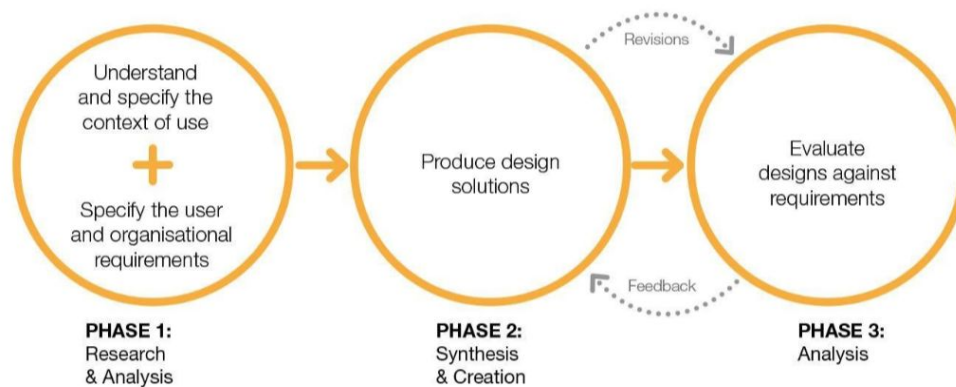 Understand
and specify the
context of use
+
Specify the user
and organisational
requirements
Produce design
solutions
Revisions
Evaluate
designs against
requirements
Feedback
PHASE 1:
Research
& Analysis
PHASE 2:
Synthesis
& Creation
PHASE 3:
Analysis